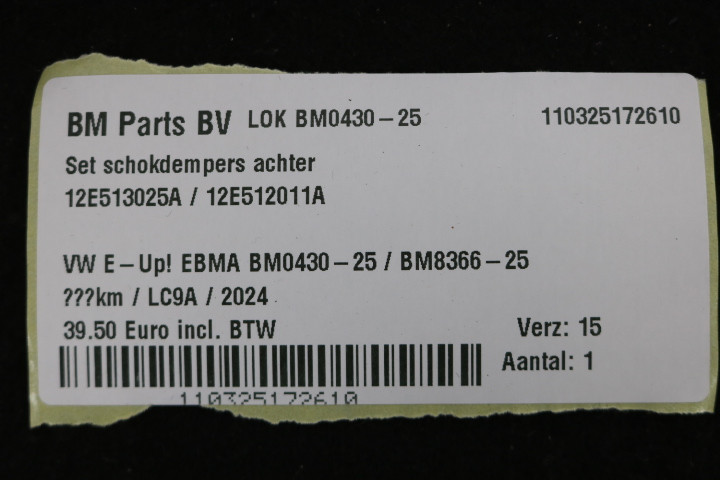 BM Parts BV LOK BM0430-25 110325172610
Set schokdempers achter
12E513025A / 12E512011A
VW E-Up! EBMA BM0430-25 / BM8366-25
???km / LC9A / 2024
39.50 Euro incl. BTW Verz: 15
Aantal: 1
110325172610